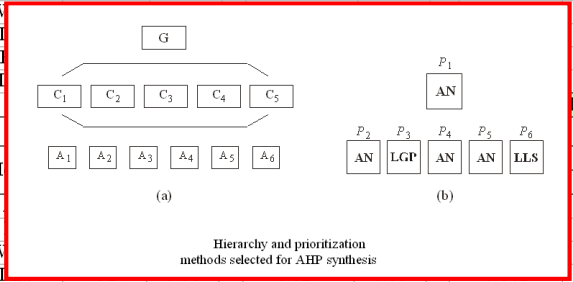 G
C1 C2 C3 C4 C5
A1 A2 A3 A4 A5 A6
(a)
P1
AN
P2 P3 P4 P5 P6
AN LGP AN AN LLS
(b)
Hierarchy and prioritization
methods selected for AHP synthesis